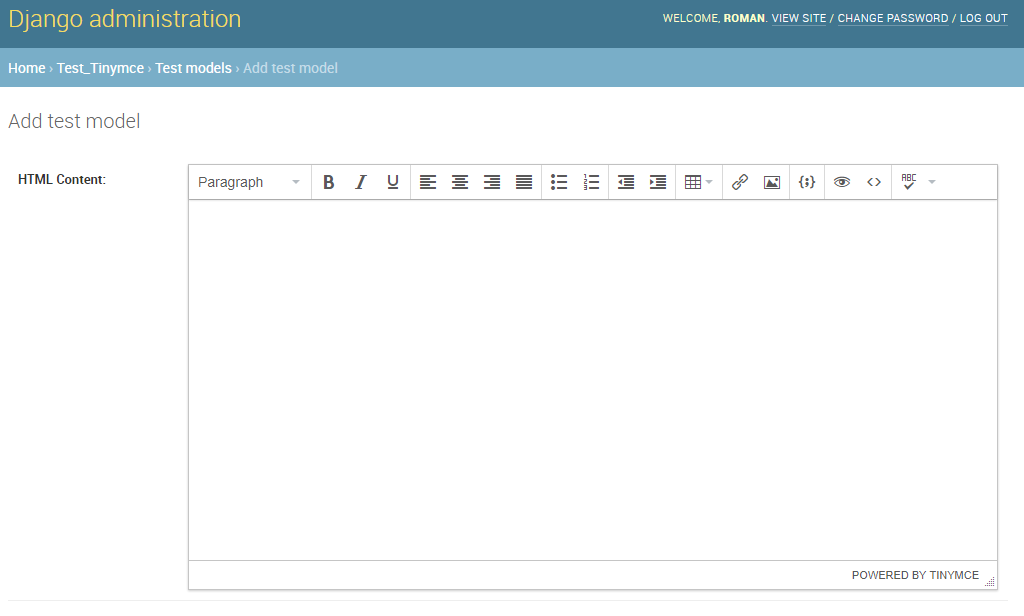 Django administration
WELCOME, ROMAN. VIEW SITE / CHANGE PASSWORD / LOG OUT
Home › Test_Tinymce › Test models › Add test model
Add test model
HTML Content:
Paragraph B I U {;} <> ABC
POWERED BY TINYMCE